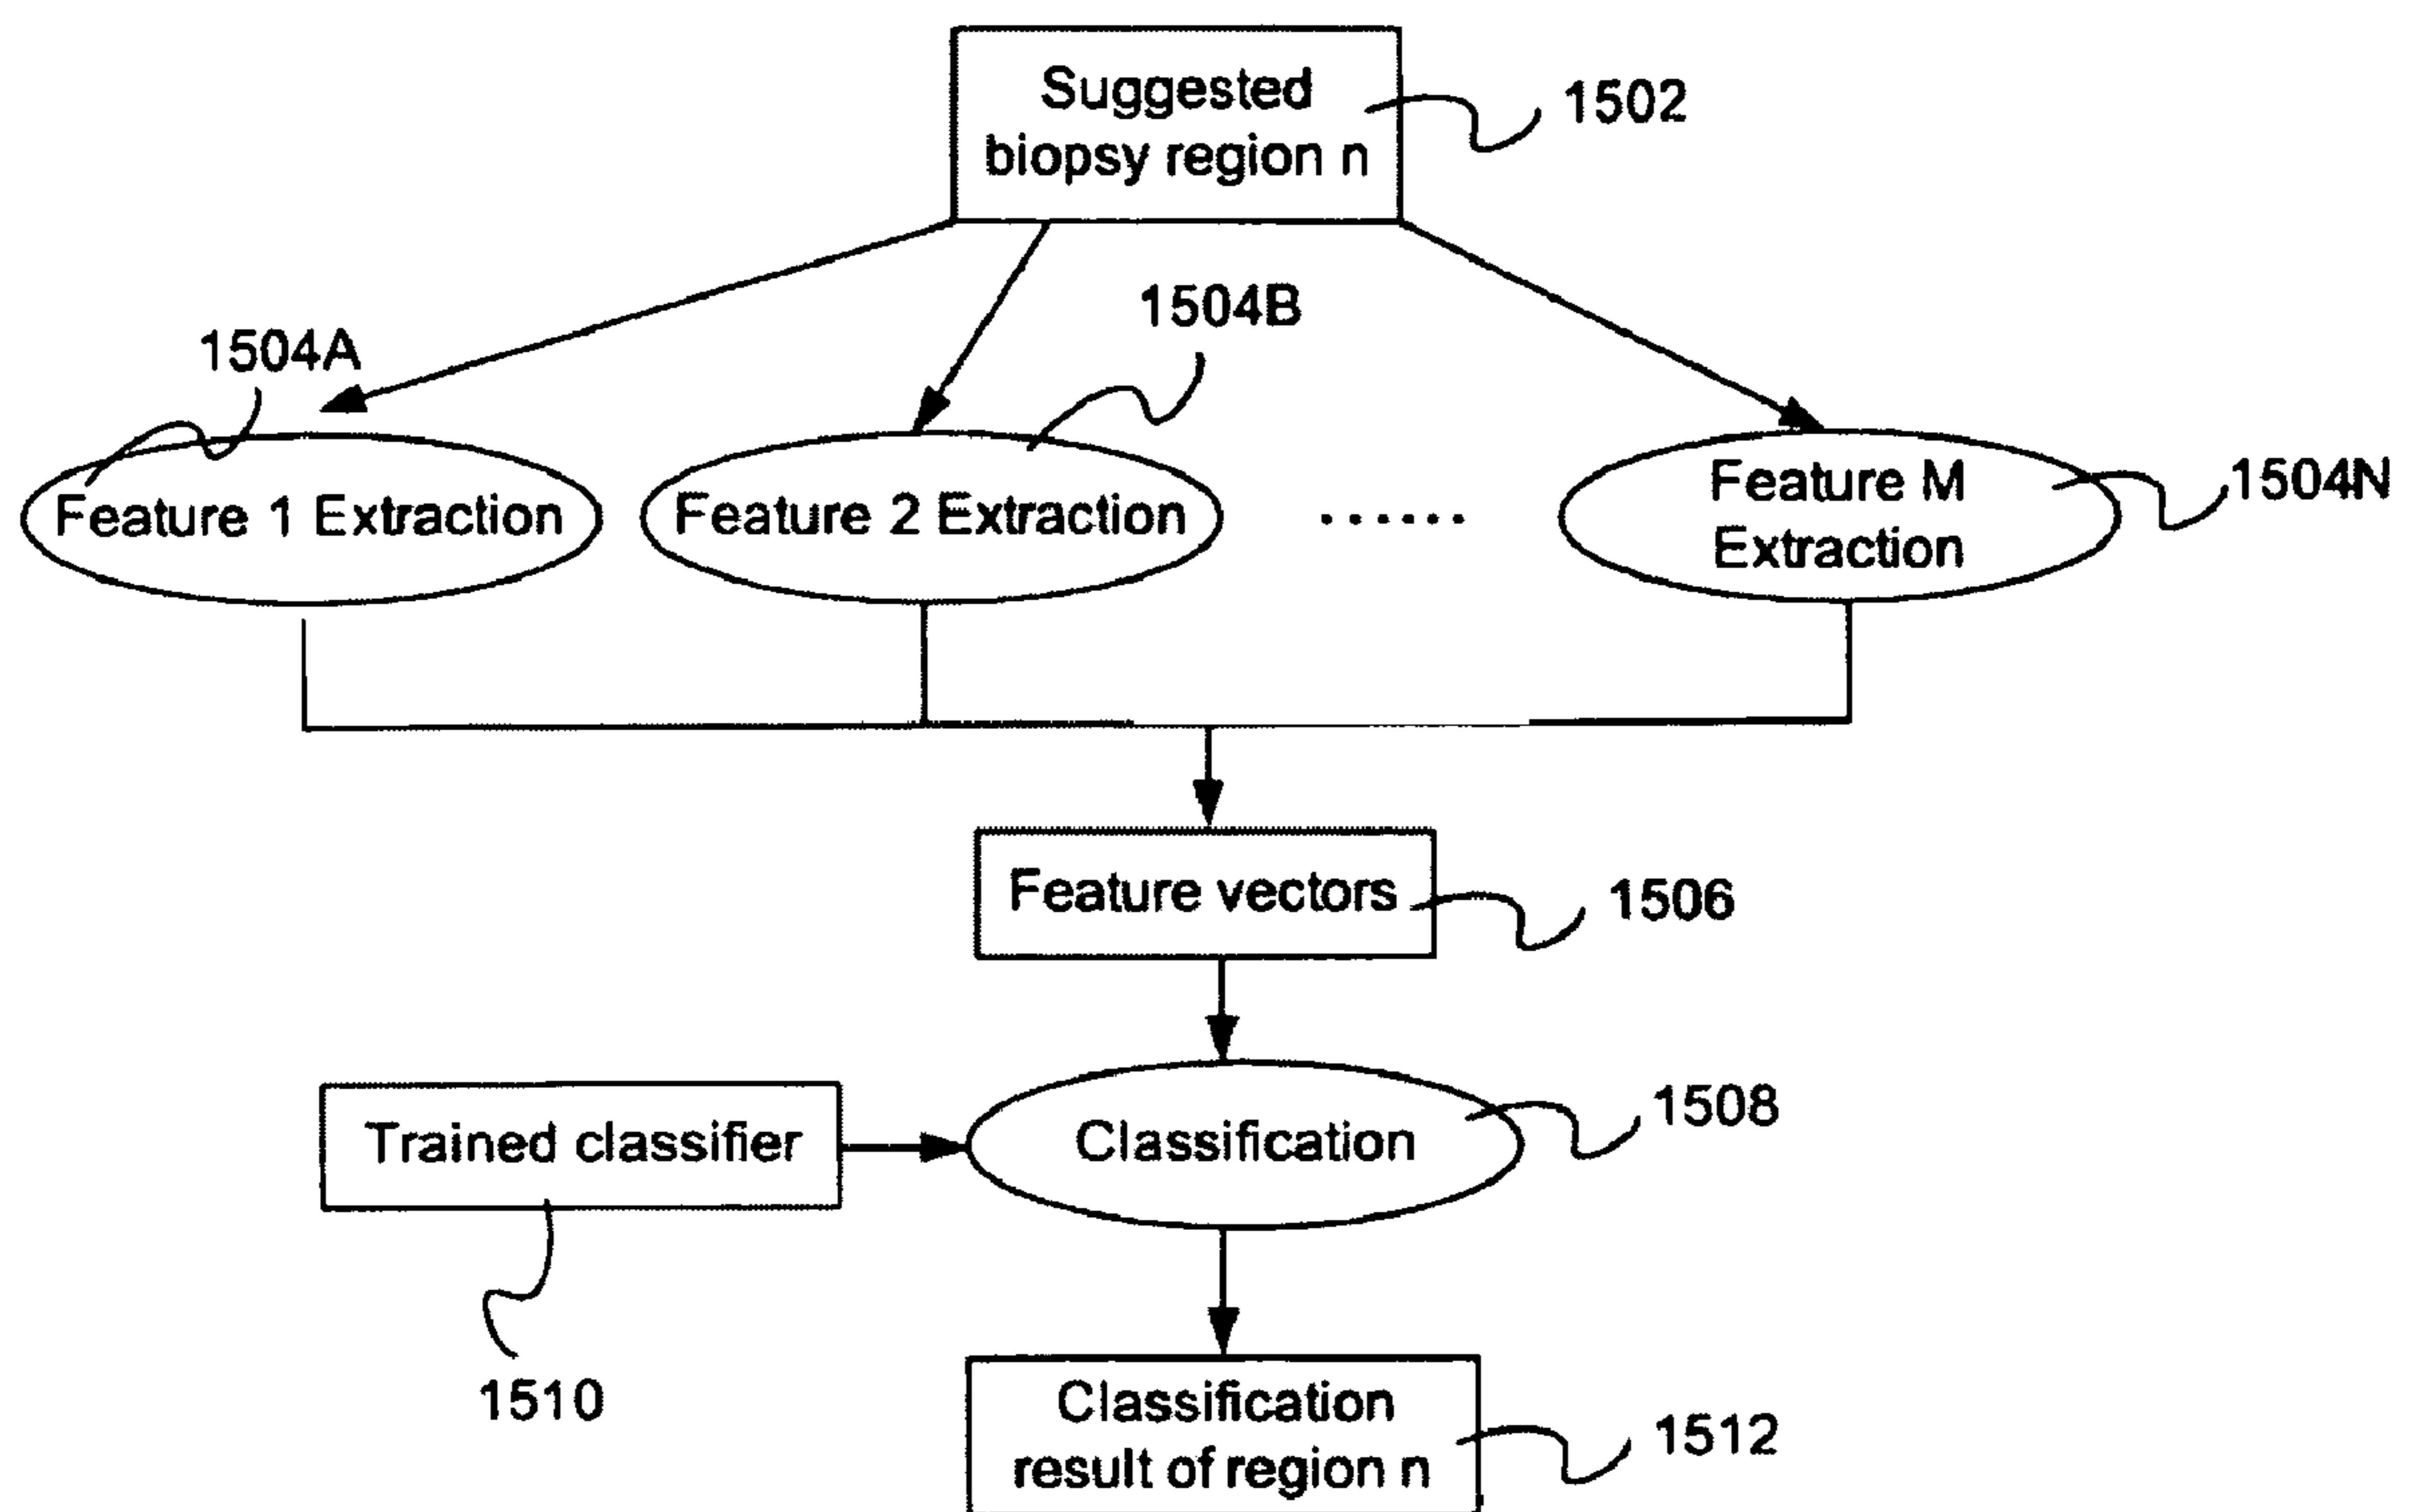 Suggested
biopsy region n
1502
1504B
1504A
Feature 1 Extraction
Feature 2 Extraction
......
Feature M
Extraction
1504N
Feature vectors
1506
Trained classifier
Classification
1508
1510
Classification
result of region n
1512